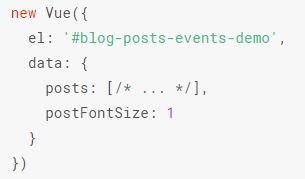 new Vue({
  el: '#blog-posts-events-demo',
  data: {
    posts: [/* ... */],
    postFontSize: 1
  }
})